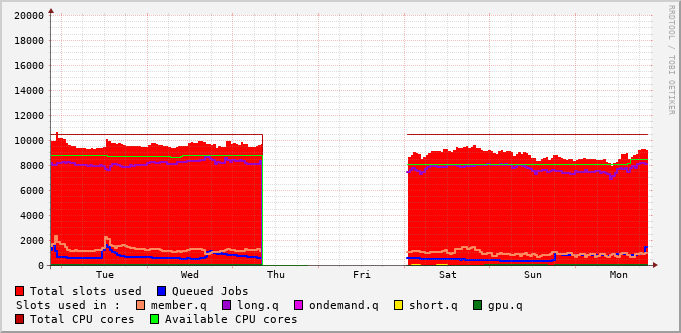 20000
18000
16000
14000
12000
10000
8000
6000
4000
2000
0
Tue Wed Thu Fri Sat Sun Mon
Total slots used Queued Jobs
Slots used in : member.q long.q ondemand.q short.q gpu.q
Total CPU cores Available CPU cores
RRDTOOL / TOBI OETIKER